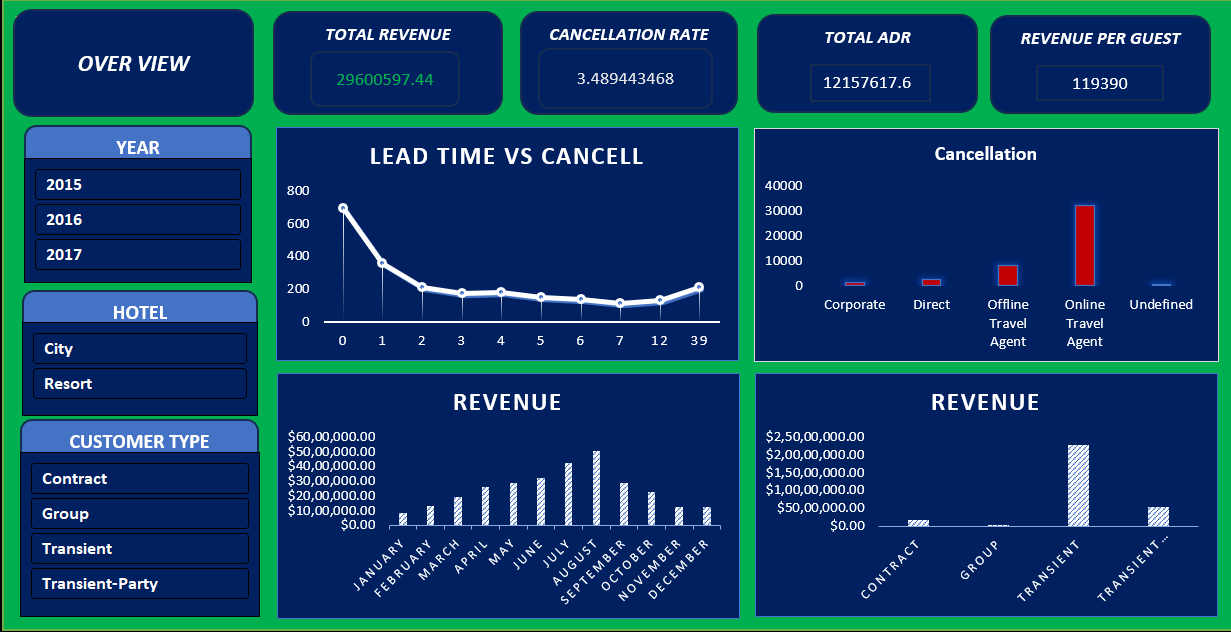 OVER VIEW
TOTAL REVENUE
29600597.44
CANCELLATION RATE
3.489443468
TOTAL ADR
12157617.6
REVENUE PER GUEST
119390
YEAR
2015
2016
2017
HOTEL
City
Resort
CUSTOMER TYPE
Contract
Group
Transient
Transient-Party
LEAD TIME VS CANCELL
800
600
400
200
0
0 1 2 3 4 5 6 7 12 39
Cancellation
40000
30000
20000
10000
0
Corporate Direct Offline Travel Agent Online Travel Agent Undefined
REVENUE
$60,00,000.00
$50,00,000.00
$40,00,000.00
$30,00,000.00
$20,00,000.00
$10,00,000.00
$0.00
JANUARY
FEBRUARY
MARCH
APRIL
MAY
JUNE
JULY
AUGUST
SEPTEMBER
OCTOBER
NOVEMBER
DECEMBER
REVENUE
$2,50,00,000.00
$2,00,00,000.00
$1,50,00,000.00
$1,00,00,000.00
$50,00,000.00
$0.00
CONTRACT
GROUP
TRANSIENT
TRANSIENT…